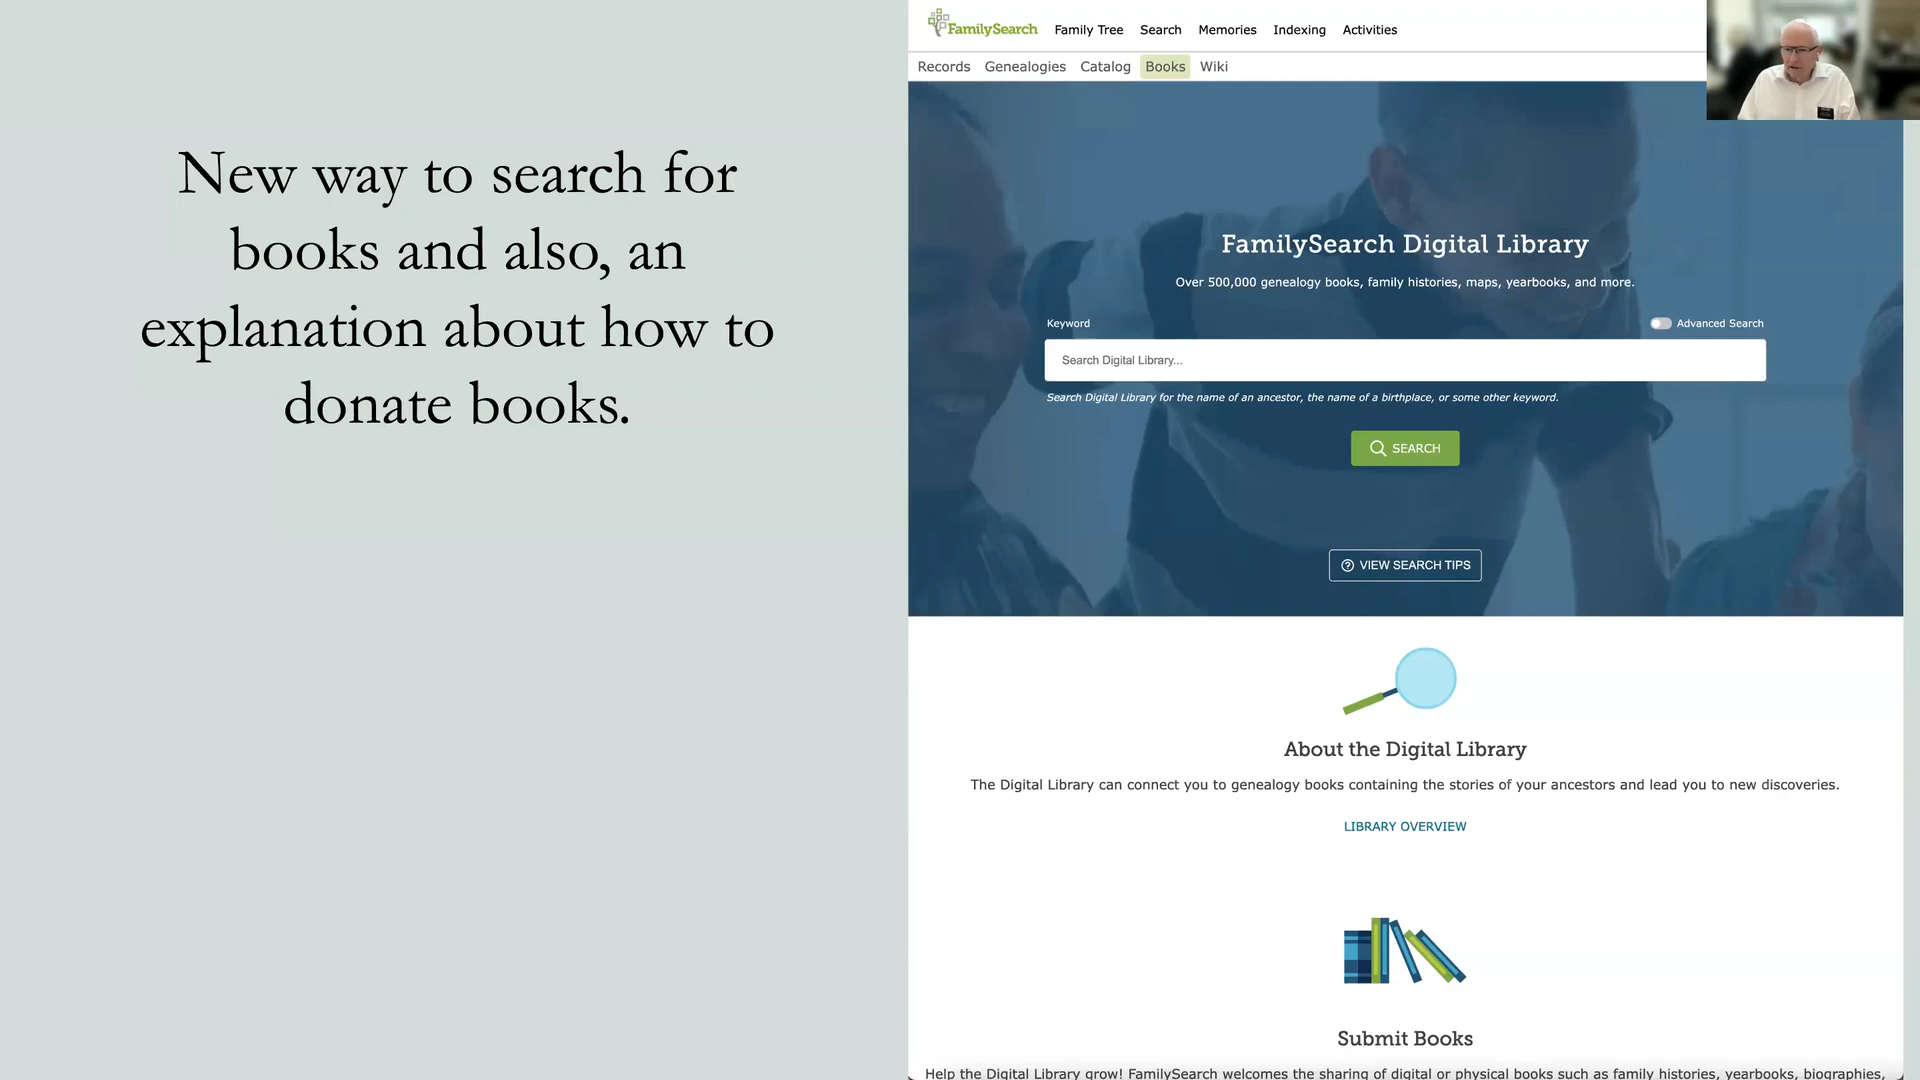 New way to search for
books and also, an
explanation about how to
donate books.
FamilySearch
Family Tree Search Memories Indexing Activities
Records Genealogies Catalog Books Wiki
FamilySearch Digital Library
Over 500,000 genealogy books, family histories, maps, yearbooks, and more.
Keyword
Advanced Search
Search Digital Library...
Search Digital Library for the name of an ancestor, the name of a birthplace, or some other keyword.
SEARCH
VIEW SEARCH TIPS
About the Digital Library
The Digital Library can connect you to genealogy books containing the stories of your ancestors and lead you to new discoveries.
LIBRARY OVERVIEW
Submit Books
Help the Digital Library grow! FamilySearch welcomes the sharing of digital or physical books such as family histories, yearbooks, biographies,